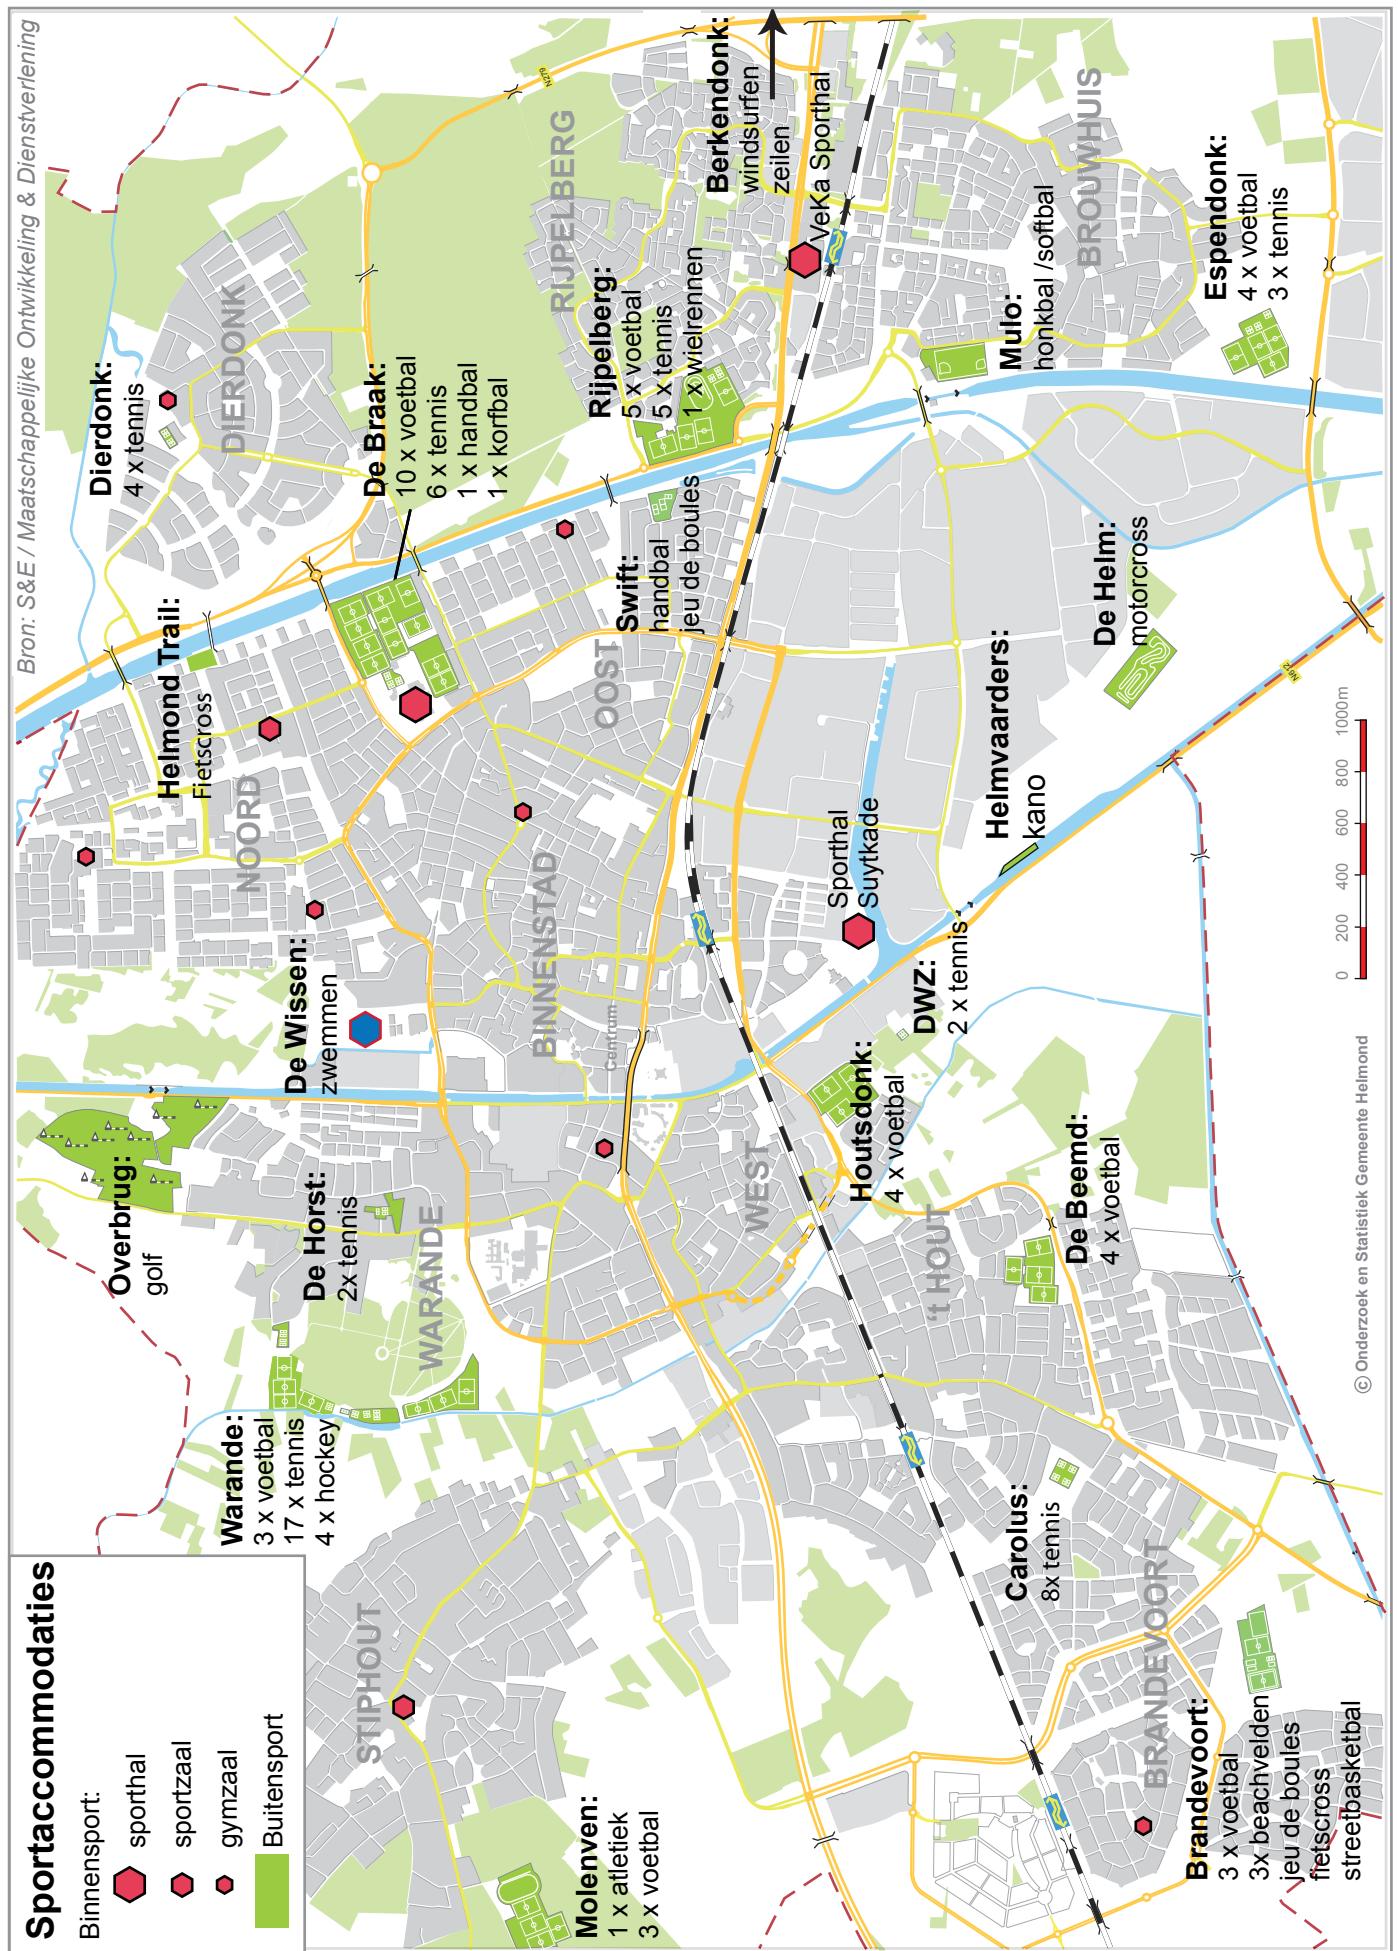 Sportaccommodaties
Binnensport:
sporthal
sportzaal
gymzaal
Buitensport
Bron: S&E / Maatschappelijke Ontwikkeling & Dienstverlening
Warande:
3 x voetbal
17 x tennis
4 x hockey
Overbrug:
golf
De Horst:
2x tennis
De Wissen:
zwemmen
Helmond Trail:
Fietscross
Dierdonk:
4 x tennis
De Braak:
10 x voetbal
6 x tennis
1 x handbal
1 x korfbal
Rijpelberg:
5 x voetbal
5 x tennis
1 x wielrennen
Swift:
handbal
jeu de boules
Berkendonk:
windsurfen
zeilen
VeKa Sporthal
Mulo:
honkbal /softbal
Espendonk:
4 x voetbal
3 x tennis
De Helm:
motorcross
Helmvaarders:
kano
Sporthal
Suytkade
DWZ:
2 x tennis
Houtsdonk:
4 x voetbal
De Beemd:
4 x voetbal
Carolus:
8x tennis
Brandevoort:
3 x voetbal
3x beachvelden
jeu de boules
fietscross
streetbasketbal
Molenven:
1 x atletiek
3 x voetbal
STIPHOUT
WARANDE
NOORD
DIERDONK
RIJPELBERG
BINNENSTAD
Centrum
OOST
WEST
't HOUT
BROUWHUIS
BRANDEVOORT
N279
N612
0 200 400 600 800 1000m
© Onderzoek en Statistiek Gemeente Helmond